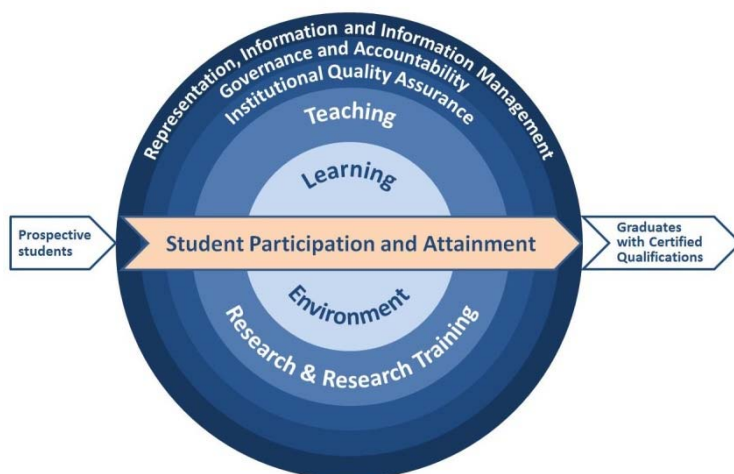 Representation, Information and Information Management
Governance and Accountability
Institutional Quality Assurance
Teaching
Learning
Prospective
students
Student Participation and Attainment
Graduates
with Certified
Qualifications
Environment
Research & Research Training